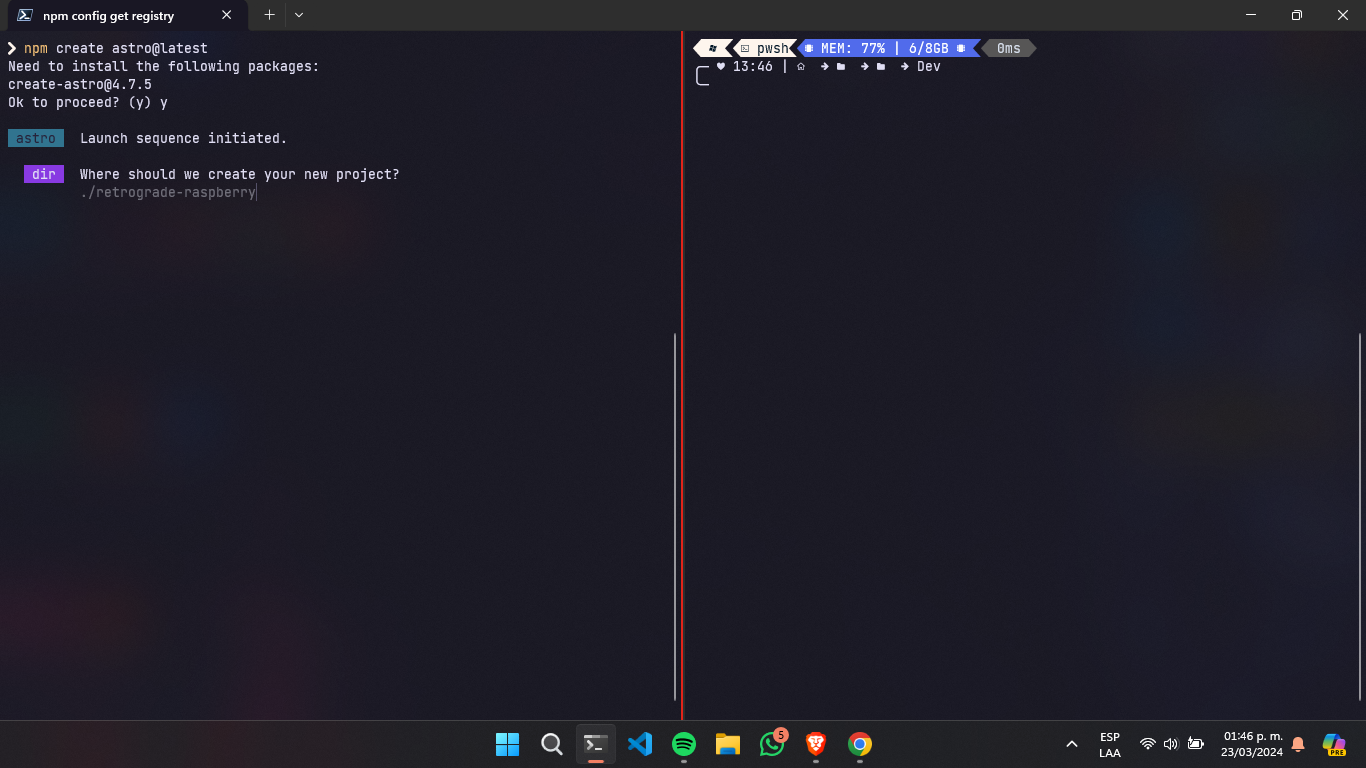 npm config get registry
npm create astro@latest
Need to install the following packages:
create-astro@4.7.5
Ok to proceed? (y) y
astro Launch sequence initiated.
dir Where should we create your new project?
./retrograde-raspberry
pwsh MEM: 77% | 6/8GB 0ms
13:46 | Dev
5
ESP
LAA
01:46 p. m.
23/03/2024
PRE